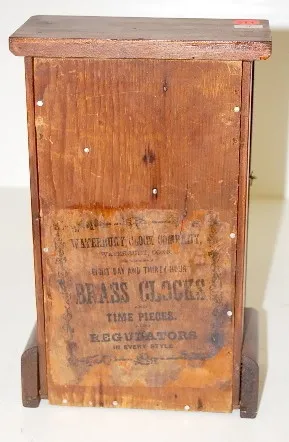 WATERBURY CLOCK COMPANY,
WATERBURY, CONN.
EIGHT DAY AND THIRTY HOUR
BRASS CLOCKS
TIME PIECES,
REGULATORS
IN EVERY STYLE.